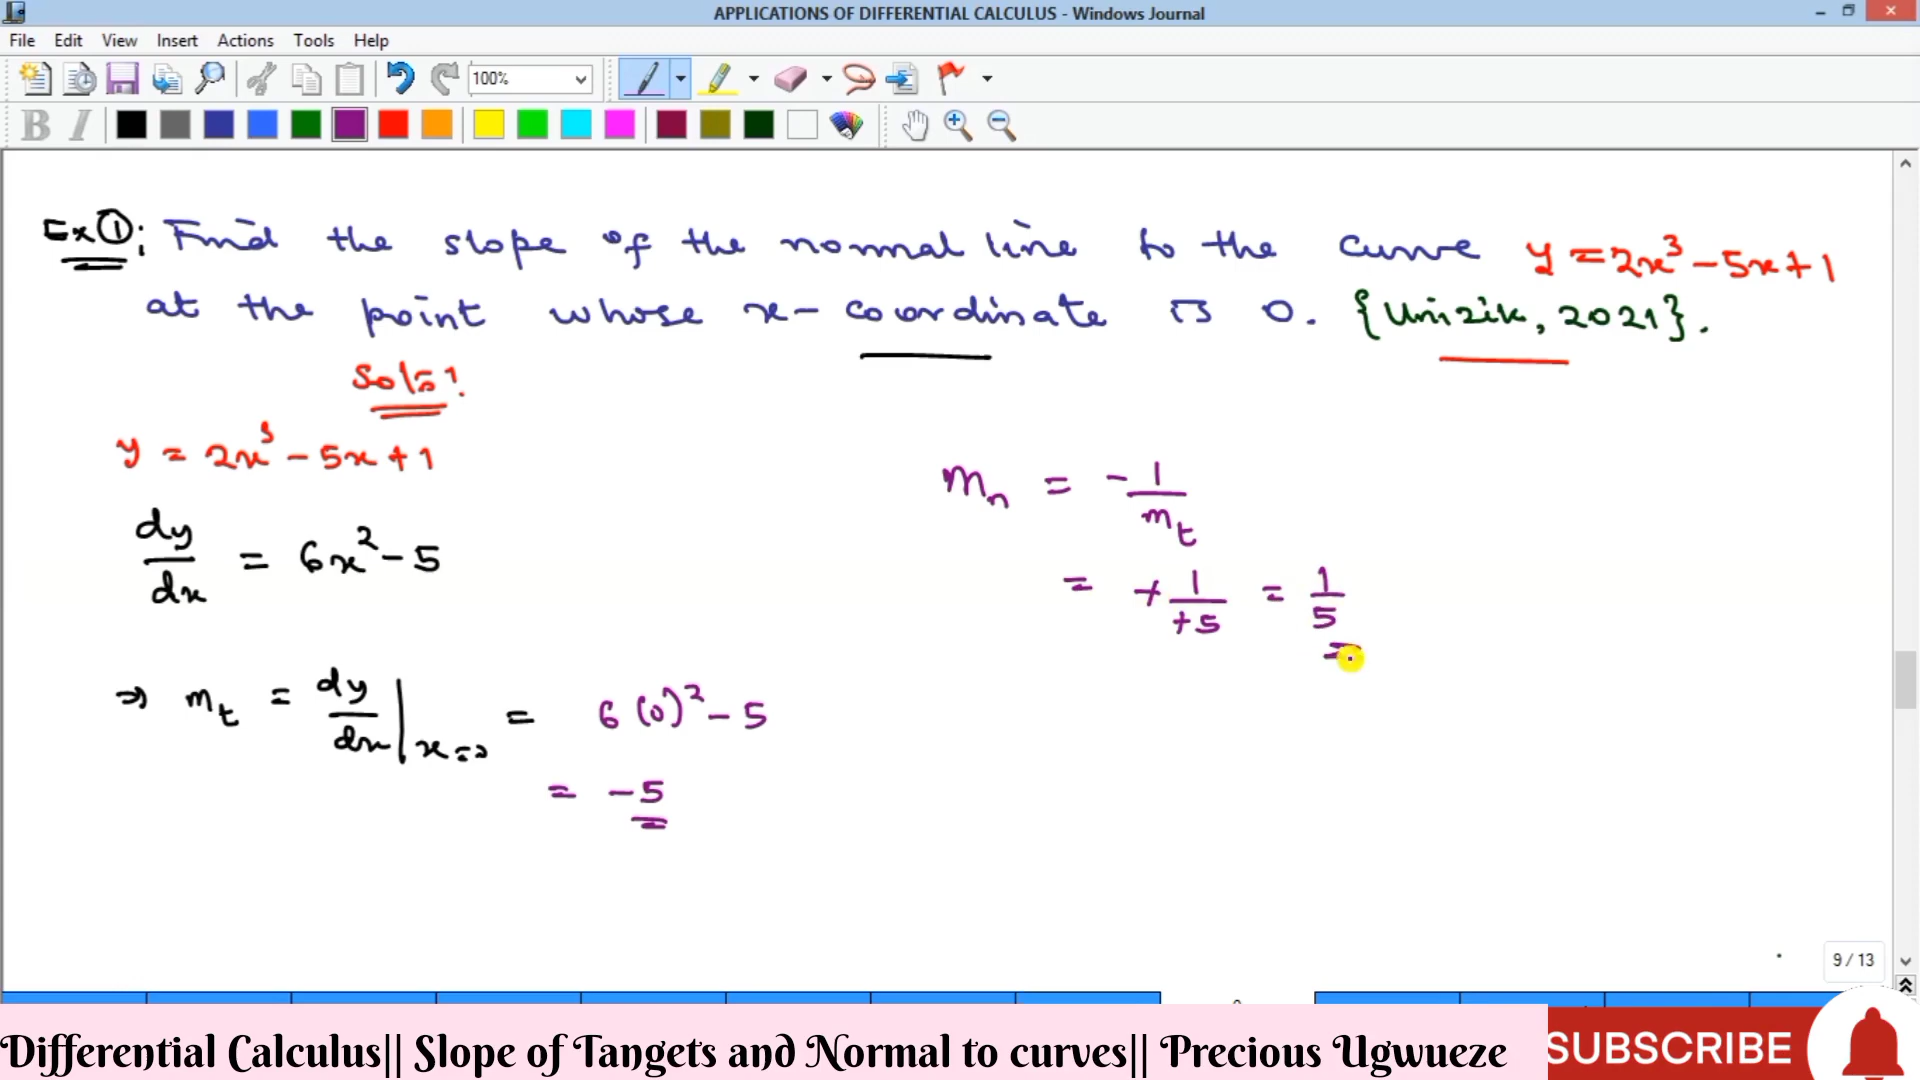 APPLICATIONS OF DIFFERENTIAL CALCULUS - Windows Journal
File Edit View Insert Actions Tools Help
100%
B I
Ex①: Find the slope of the normal line to the curve y = 2x³ - 5x + 1
at the point whose x-coordinate is 0. {Unizik, 2021}.
Soln!
y = 2x³ - 5x + 1
dy/dx = 6x² - 5
⇒ m_t = dy/dx |x=0 = 6(0)² - 5
= -5
m_n = - 1/m_t
= + 1/+5 = 1/5
9 / 13
Differential Calculus|| Slope of Tangets and Normal to curves|| Precious Ugwueze
SUBSCRIBE